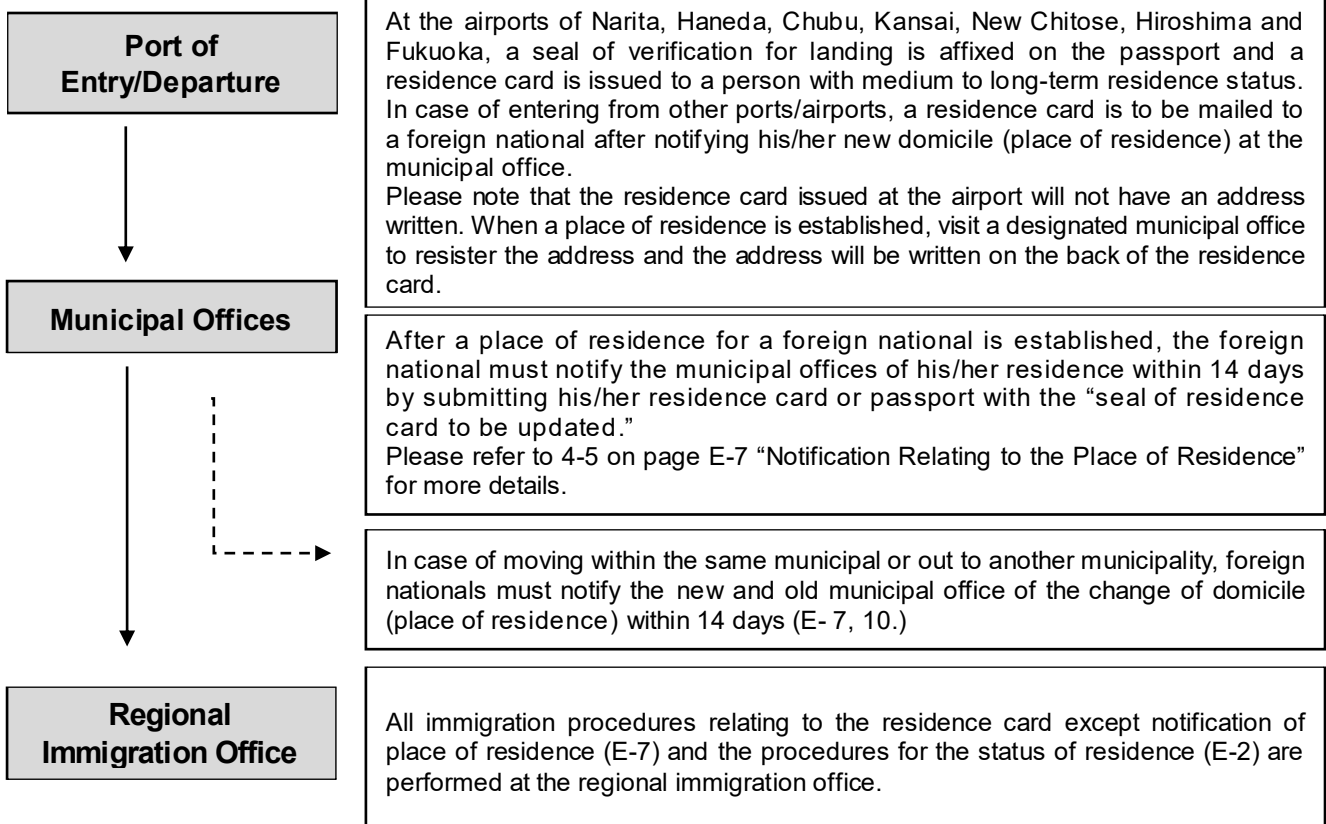 Port of
Entry/Departure
At the airports of Narita, Haneda, Chubu, Kansai, New Chitose, Hiroshima and
Fukuoka, a seal of verification for landing is affixed on the passport and a
residence card is issued to a person with medium to long-term residence status.
In case of entering from other ports/airports, a residence card is to be mailed to
a foreign national after notifying his/her new domicile (place of residence) at the
municipal office.
Please note that the residence card issued at the airport will not have an address
written. When a place of residence is established, visit a designated municipal office
to resister the address and the address will be written on the back of the residence
card.
Municipal Offices
After a place of residence for a foreign national is established, the foreign
national must notify the municipal offices of his/her residence within 14 days
by submitting his/her residence card or passport with the “seal of residence
card to be updated.”
Please refer to 4-5 on page E-7 “Notification Relating to the Place of Residence”
for more details.
In case of moving within the same municipal or out to another municipality, foreign
nationals must notify the new and old municipal office of the change of domicile
(place of residence) within 14 days (E- 7, 10.)
Regional
Immigration Office
All immigration procedures relating to the residence card except notification of
place of residence (E-7) and the procedures for the status of residence (E-2) are
performed at the regional immigration office.